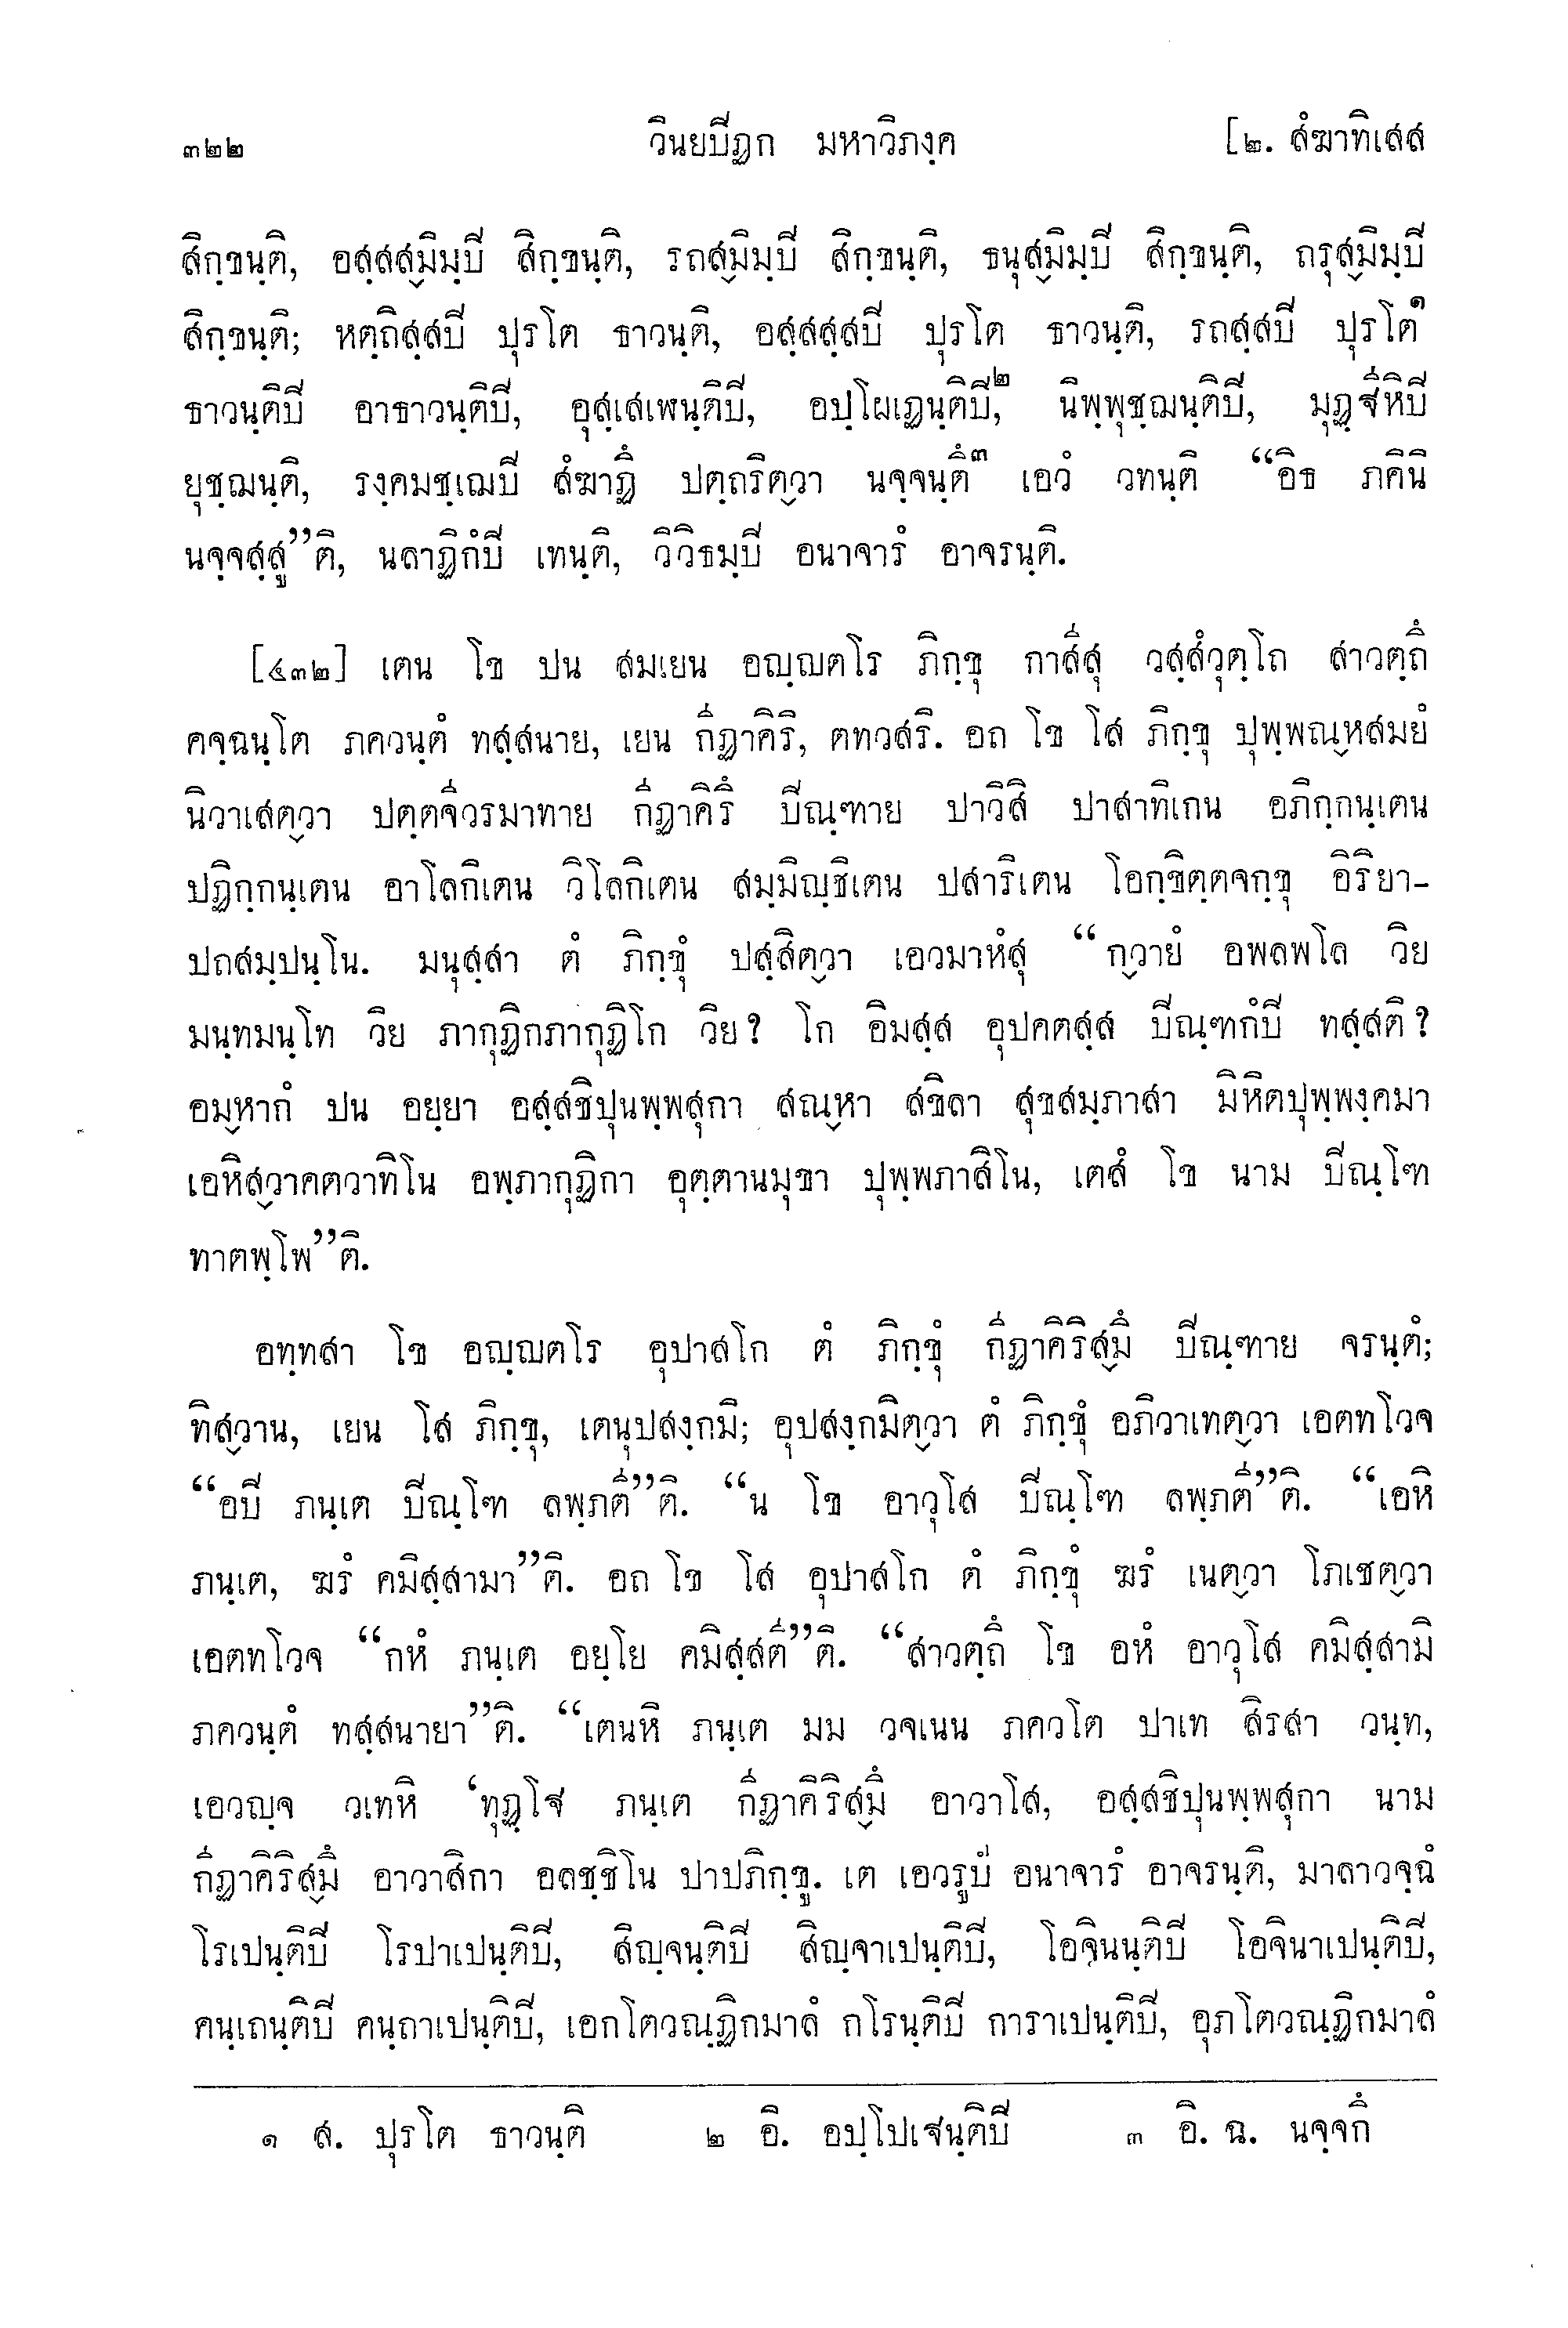 ๓๒๒ วินยปิฏก มหาวิภงฺค [๒. สํฆาทิเสส
สิกฺขนฺติ, อสฺสสฺมิมฺปิ สิกฺขนฺติ, รถสฺมิมฺปิ สิกฺขนฺติ, ธนุสฺมิมฺปิ สิกฺขนฺติ, ถรุสฺมิมฺปิ
สิกฺขนฺติ; หตฺถิสฺสปิ ปุรโต ธาวนฺติ, อสฺสสฺสปิ ปุรโต ธาวนฺติ, รถสฺสปิ ปุรโต๑
ธาวนฺติปิ อาธาวนฺติปิ, อุสฺเสเฬนฺติปิ, อปฺโผเฏนฺติปิ,๒ นิพฺพุชฺฌนฺติปิ, มุฏฺฐีหิปิ
ยุชฺฌนฺติ, รงฺคมชฺเฌปิ สํฆาฏึ ปตฺถริตฺวา นจฺจนฺตึ๓ เอวํ วทนฺติ “อิธ ภคินิ
นจฺจสฺสู”ติ, นลาฏิกํปิ เทนฺติ, วิวิธมฺปิ อนาจารํ อาจรนฺติ.
[๔๓๒] เตน โข ปน สมเยน อญฺญตโร ภิกฺขุ กาสีสุ วสฺสํวุตฺโถ สาวตฺถึ
คจฺฉนฺโต ภควนฺตํ ทสฺสนาย, เยน กีฏาคิริ, ตทวสริ. อถ โข โส ภิกฺขุ ปุพฺพณฺหสมยํ
นิวาเสตฺวา ปตฺตจีวรมาทาย กีฏาคิรึ ปิณฺฑาย ปาวิสิ ปาสาทิเกน อภิกฺกนฺเตน
ปฏิกฺกนฺเตน อาโลกิเตน วิโลกิเตน สมฺมิญฺชิเตน ปสาริเตน โอกฺขิตฺตจกฺขุ อิริยา-
ปถสมฺปนฺโน. มนุสฺสา ตํ ภิกฺขุํ ปสฺสิตฺวา เอวมาหํสุ “กฺวายํ อพลพโล วิย
มนฺทมนฺโท วิย ภากุฏิกภากุฏิโก วิย? โก อิมสฺส อุปคตสฺส ปิณฺฑกํปิ ทสฺสติ?
อมฺหากํ ปน อยฺยา อสฺสชิปุนพฺพสุกา สณฺหา สขิลา สุขสมฺภาสา มิหิตปุพฺพงฺคมา
เอหิสฺวาคตวาทิโน อพฺภากุฏิกา อุตฺตานมุขา ปุพฺพภาสิโน, เตสํ โข นาม ปิณฺโฑ
ทาตพฺโพ”ติ.
อทฺทสา โข อญฺญตโร อุปาสโก ตํ ภิกฺขุํ กีฏาคิริสฺมึ ปิณฺฑาย จรนฺตํ;
ทิสฺวาน, เยน โส ภิกฺขุ, เตนุปสงฺกมิ; อุปสงฺกมิตฺวา ตํ ภิกฺขุํ อภิวาเทตฺวา เอตทโวจ
“อปิ ภนฺเต ปิณฺโฑ ลพฺภตี”ติ. “น โข อาวุโส ปิณฺโฑ ลพฺภตี”ติ. “เอหิ
ภนฺเต, ฆรํ คมิสฺสามา”ติ. อถ โข โส อุปาสโก ตํ ภิกฺขุํ ฆรํ เนตฺวา โภเชตฺวา
เอตทโวจ “กหํ ภนฺเต อยฺโย คมิสฺสตี”ติ. “สาวตฺถึ โข อหํ อาวุโส คมิสฺสามิ
ภควนฺตํ ทสฺสนายา”ติ. “เตนหิ ภนฺเต มม วจเนน ภควโต ปาเท สิรสา วนฺท,
เอวญฺจ วเทหิ ‘ทุฏฺโฐ ภนฺเต กีฏาคิริสฺมึ อาวาโส, อสฺสชิปุนพฺพสุกา นาม
กีฏาคิริสฺมึ อาวาสิกา อลชฺชิโน ปาปภิกฺขู. เต เอวรูปํ อนาจารํ อาจรนฺติ, มาลาวจฺฉํ
โรเปนฺติปิ โรปาเปนฺติปิ, สิญฺจนฺติปิ สิญฺจาเปนฺติปิ, โอจินนฺติปิ โอจินาเปนฺติปิ,
คนฺเถนฺติปิ คนฺถาเปนฺติปิ, เอกโตวณฺฏิกมาลํ กโรนฺติปิ การาเปนฺติปิ, อุภโตวณฺฏิกมาลํ
๑ ส. ปุรโต ธาวนฺติ ๒ อิ. อปฺโปเฐนฺติปิ ๓ อิ. ฉ. นจฺจกึ